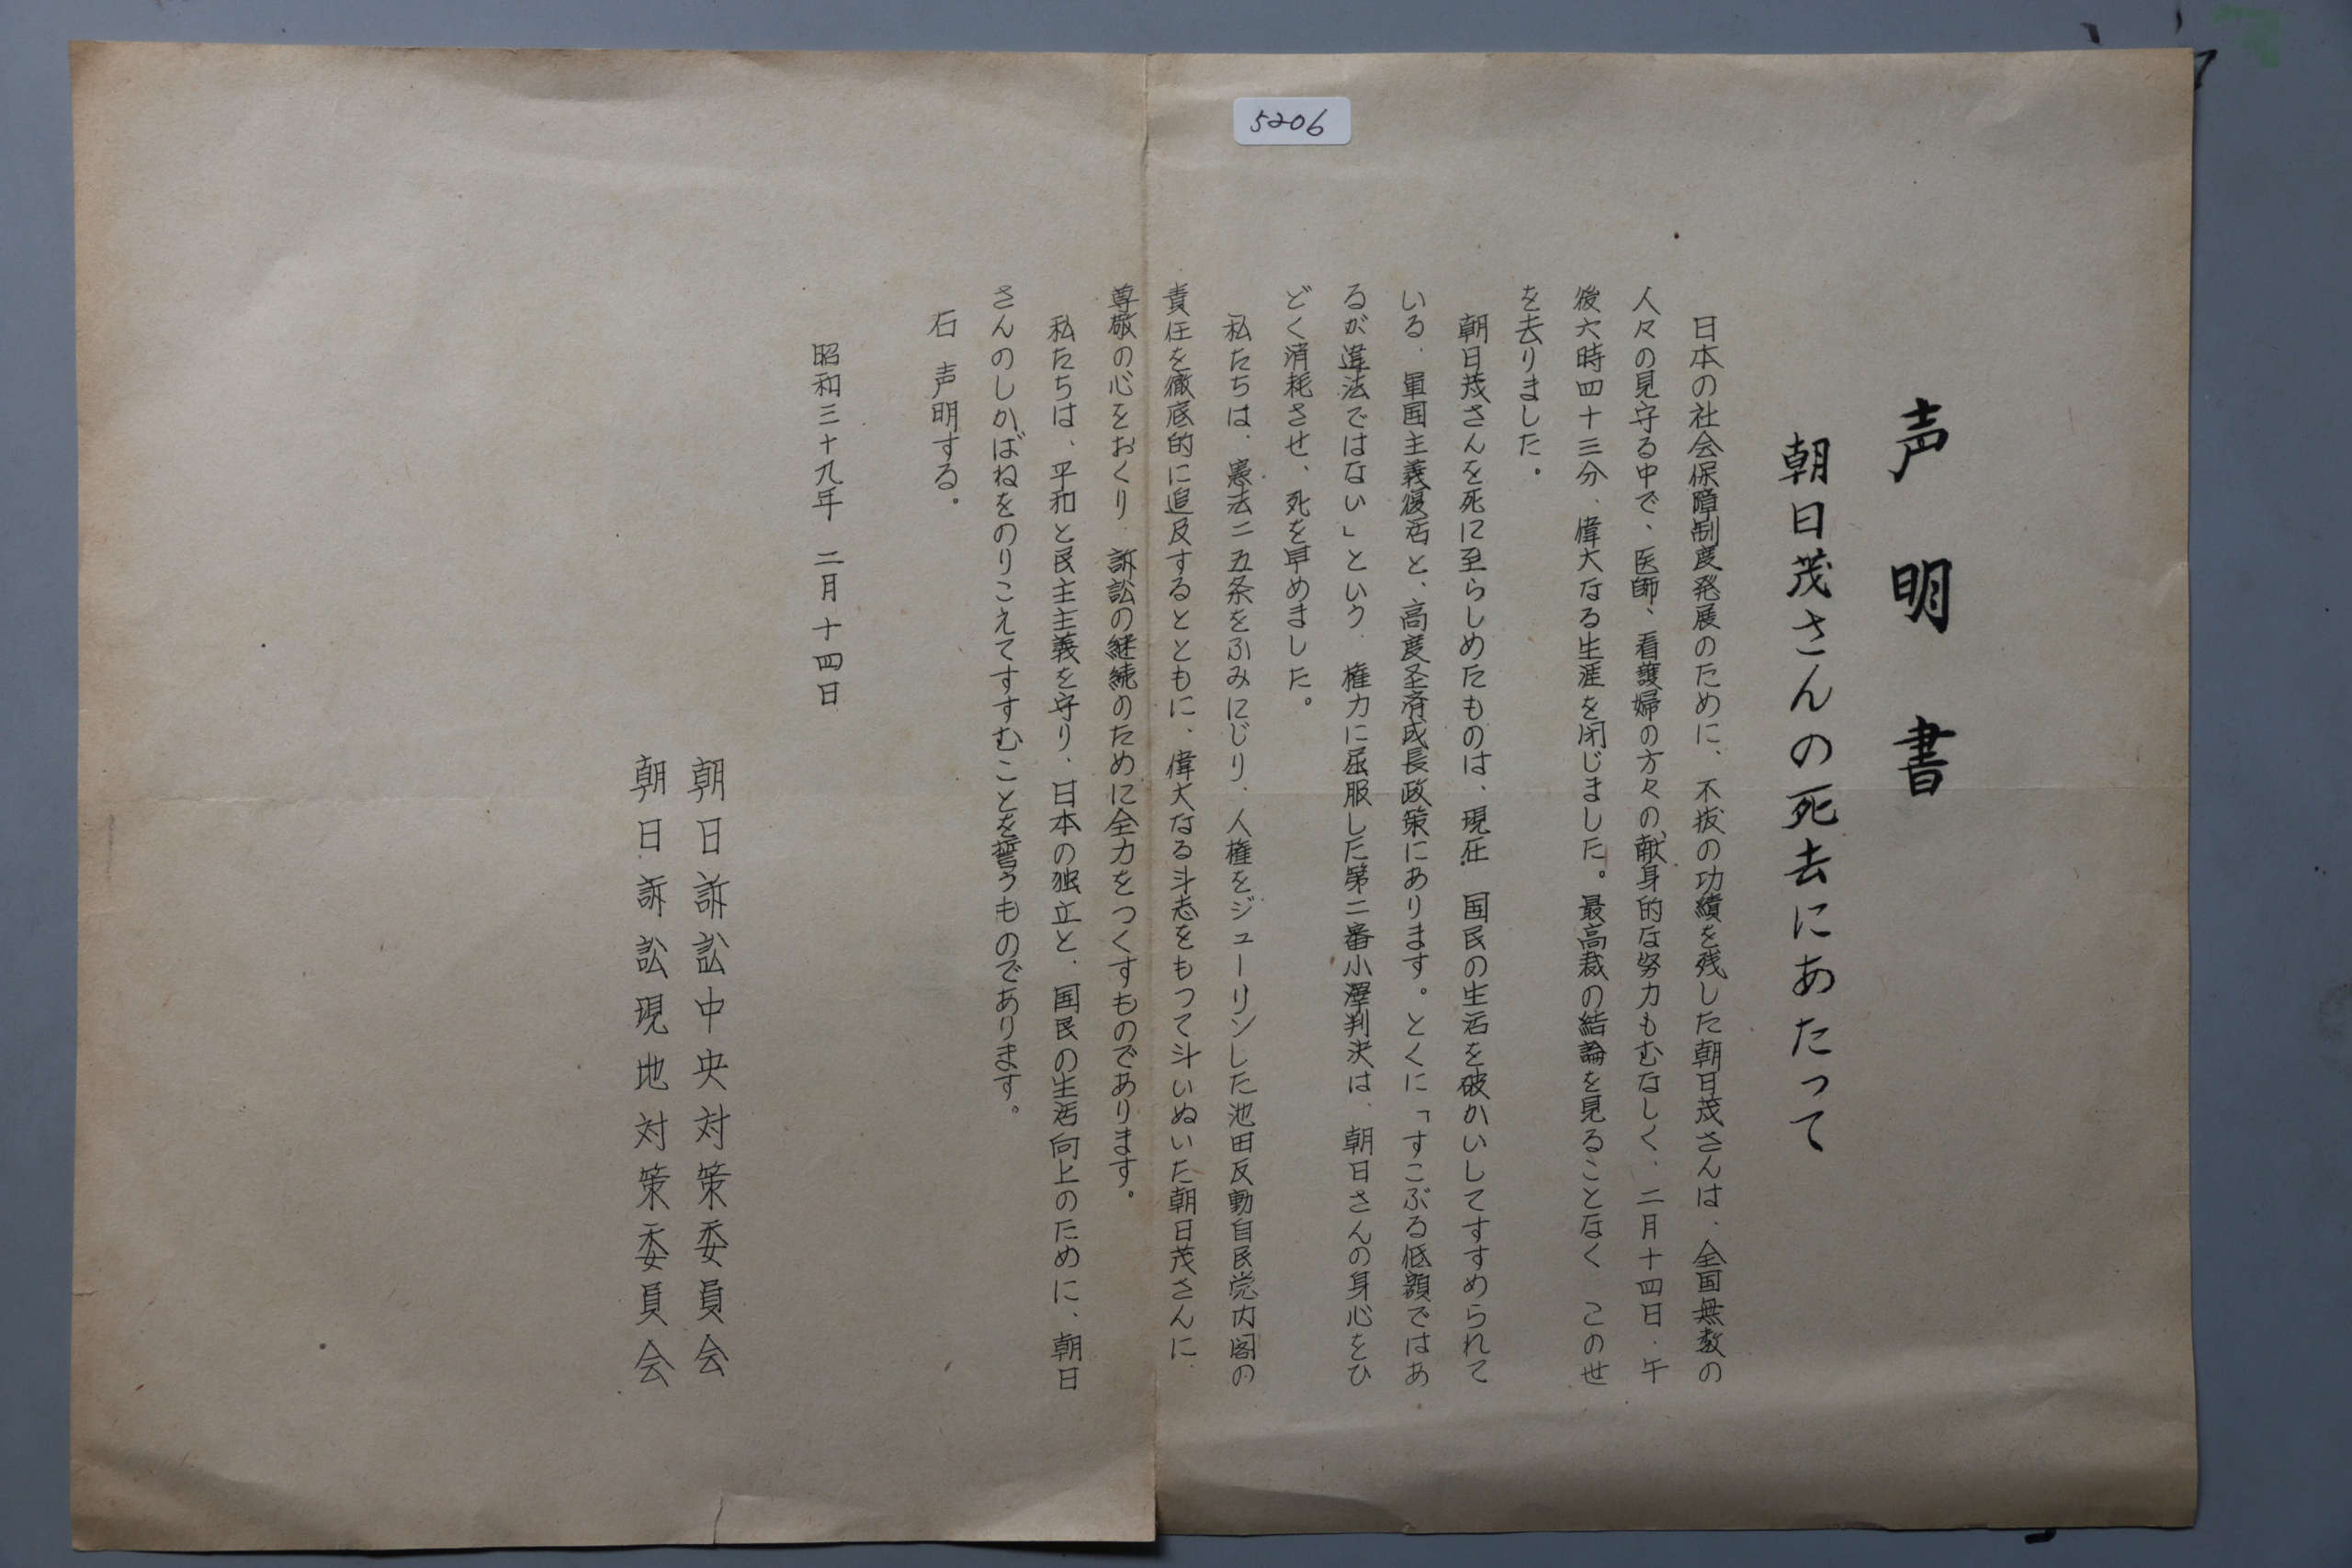 5206
声明書
朝日茂さんの死去にあたって
日本の社会保障制度発展のために、不抜の功績を残した朝日茂さんは、全国無数の
人々の見守る中で、医師、看護婦の方々の献身的な努力もむなしく、二月十四日、午
後六時四十三分、偉大なる生涯を閉じました。最高裁の結論を見ることなく この世
を去りました。
朝日茂さんを死に至らしめたものは、現在 国民の生活を破かいしてすすめられて
いる、軍国主義復活と、高度圣済成長政策にあります。とくに「すこぶる低額ではあ
るが違法ではない」という、権力に屈服した第二審小澤判決は、朝日さんの身心をひ
どく消耗させ、死を早めました。
私たちは、憲法二五条をふみにじり、人権をジューリンした池田反動自民党内閣の
責任を徹底的に追及するとともに、偉大なる斗志をもって斗いぬいた朝日茂さんに
尊敬の心をおくり、訴訟の継続のために全力をつくすものであります。
私たちは、平和と民主主義を守り、日本の独立と、国民の生活向上のために、朝日
さんのしかばねをのりこえてすすむことを誓うものであります。
右 声明する。
昭和三十九年 二月十四日
朝日訴訟中央対策委員会
朝日訴訟現地対策委員会